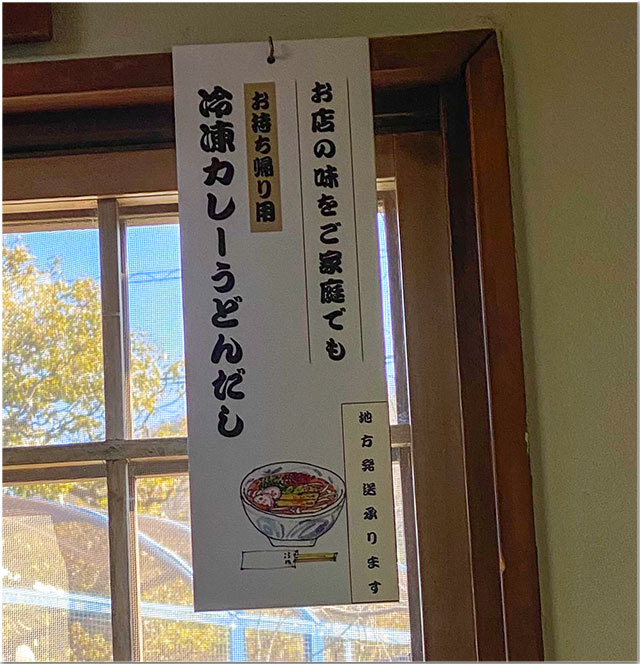 お店の味をご家庭でも
お持ち帰り用
冷凍カレーうどんだし
地方発送承ります